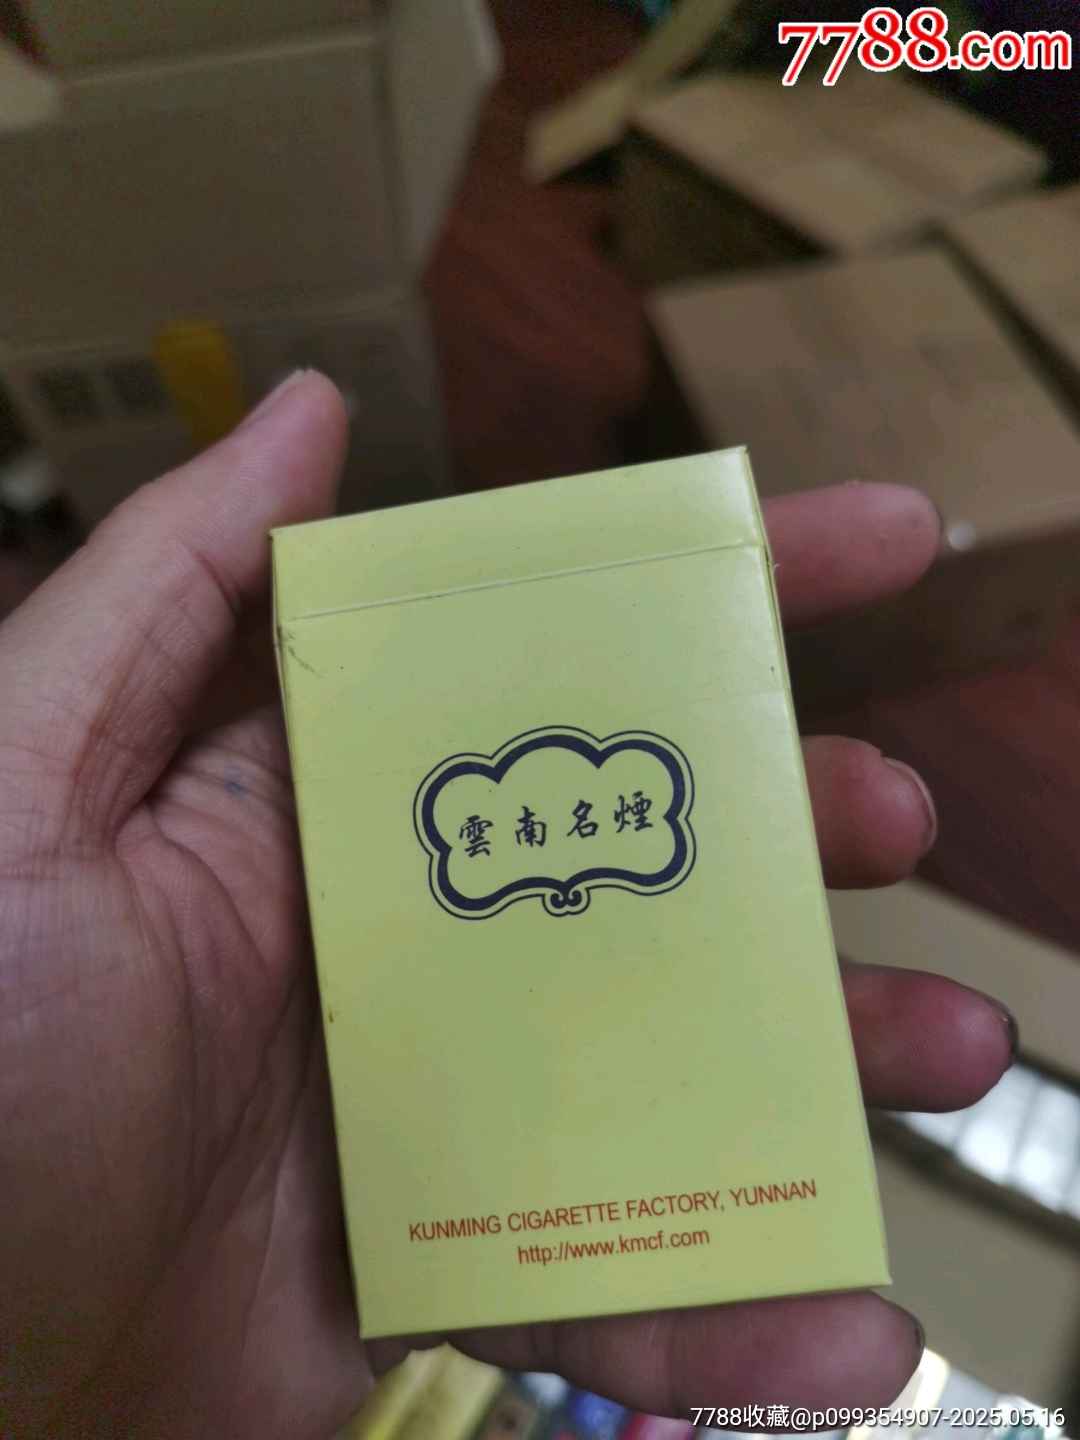 7788.com
雲南名煙
KUNMING CIGARETTE FACTORY, YUNNAN
http://www.kmcf.com
7788收藏@p099354907-2025.05.16